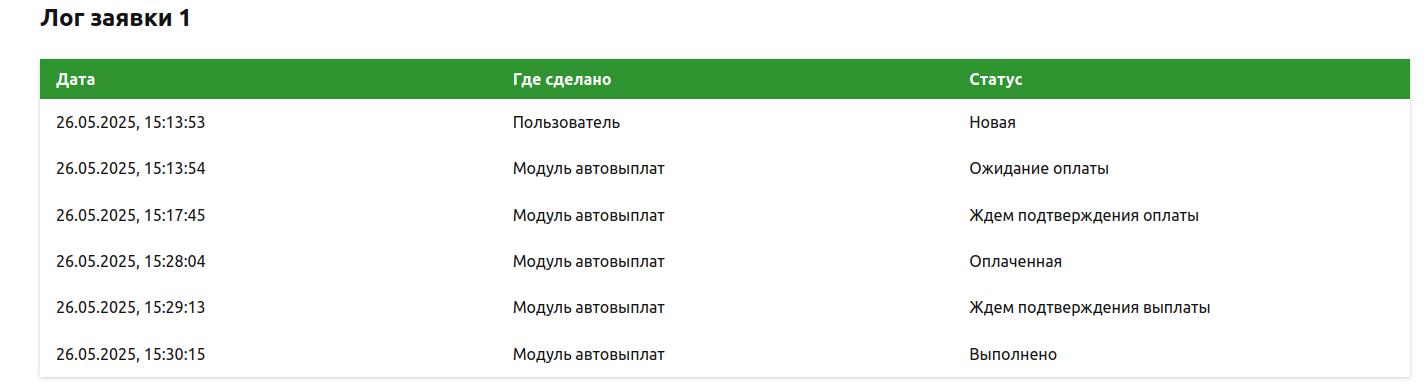 Лог заявки 1
Дата Где сделано Статус
26.05.2025, 15:13:53 Пользователь Новая
26.05.2025, 15:13:54 Модуль автовыплат Ожидание оплаты
26.05.2025, 15:17:45 Модуль автовыплат Ждем подтверждения оплаты
26.05.2025, 15:28:04 Модуль автовыплат Оплаченная
26.05.2025, 15:29:13 Модуль автовыплат Ждем подтверждения выплаты
26.05.2025, 15:30:15 Модуль автовыплат Выполнено